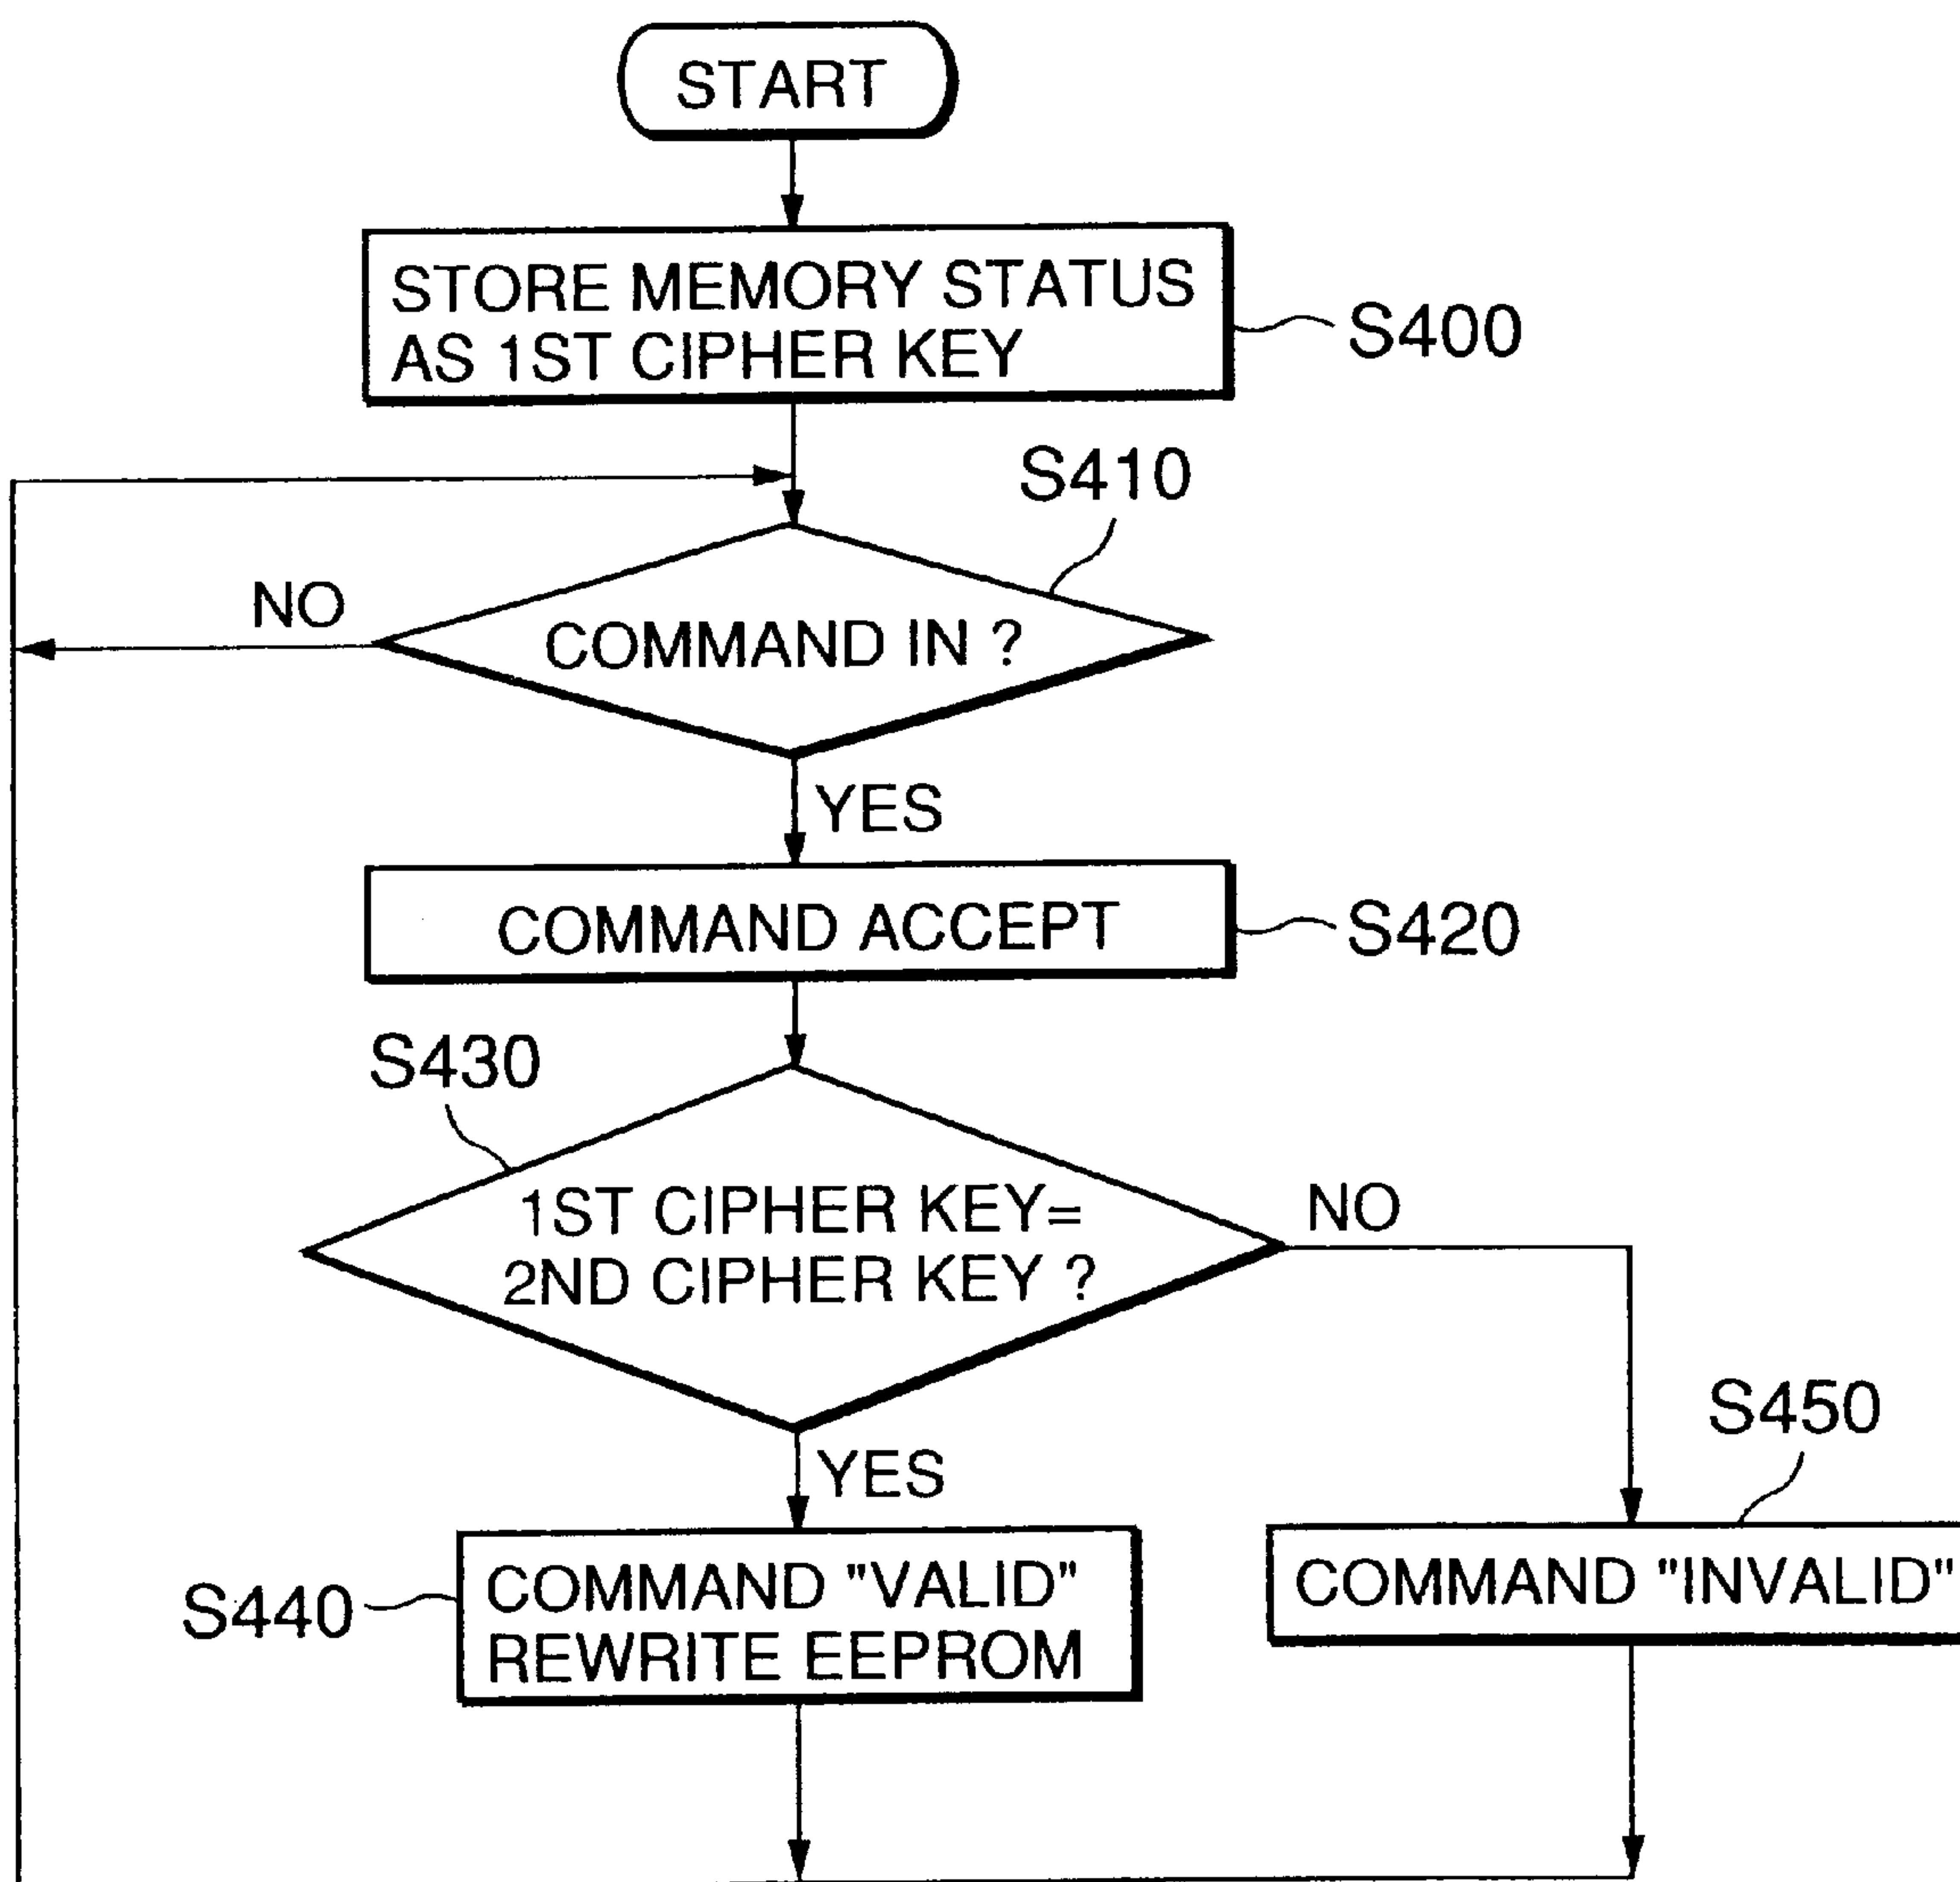 START
STORE MEMORY STATUS
AS 1ST CIPHER KEY
S400
S410
NO
COMMAND IN ?
YES
COMMAND ACCEPT
S420
S430
1ST CIPHER KEY=
2ND CIPHER KEY ?
NO
YES
S450
S440
COMMAND "VALID"
REWRITE EEPROM
COMMAND "INVALID"